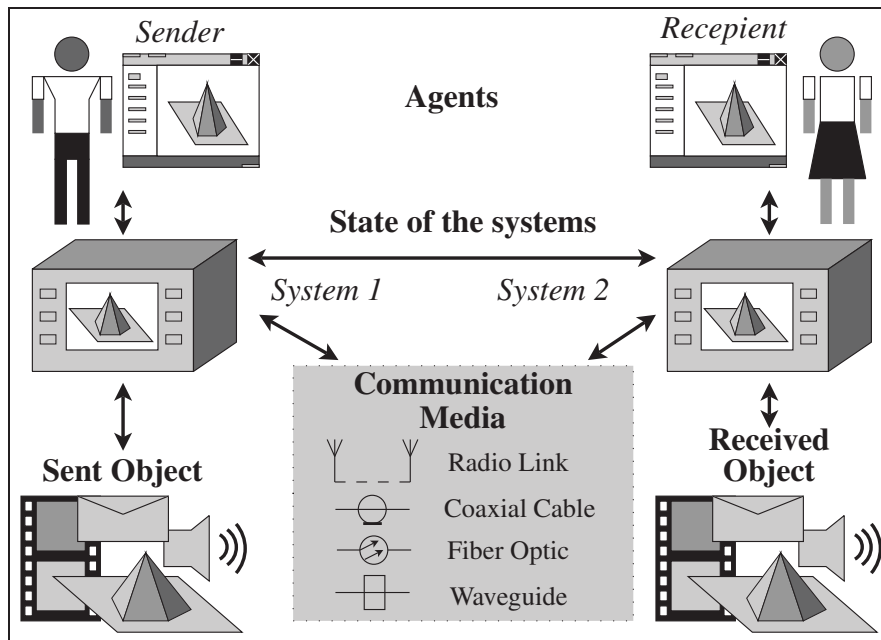 Sender
Recepient
Agents
State of the systems
System 1
System 2
Communication
Media
Radio Link
Coaxial Cable
Fiber Optic
Waveguide
Sent Object
Received
Object